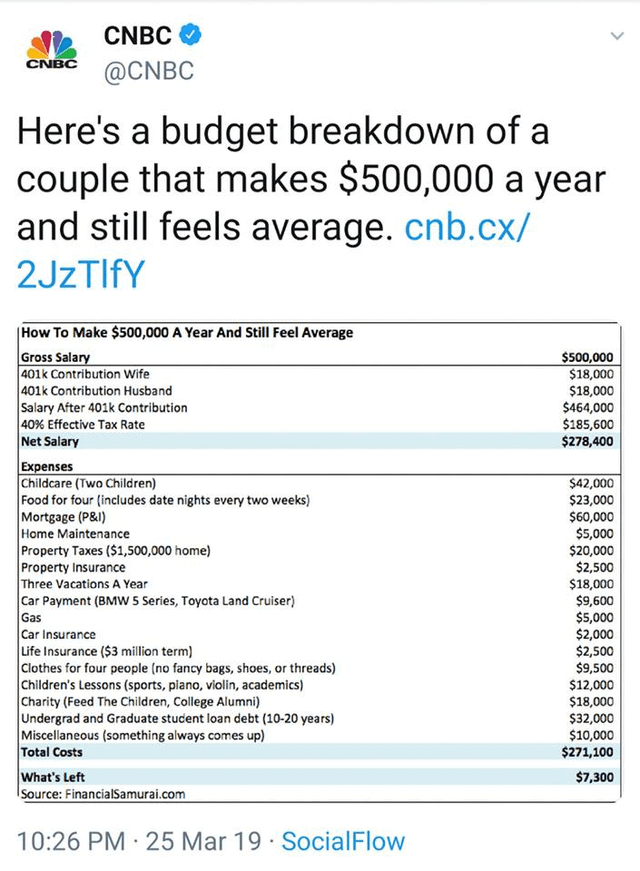 CNBC
CNBC
@CNBC
Here's a budget breakdown of a
couple that makes $500,000 a year
and still feels average. cnb.cx/
2JzTlfY
How To Make $500,000 A Year And Still Feel Average
Gross Salary $500,000
401k Contribution Wife $18,000
401k Contribution Husband $18,000
Salary After 401k Contribution $464,000
40% Effective Tax Rate $185,600
Net Salary $278,400
Expenses
Childcare (Two Children) $42,000
Food for four (includes date nights every two weeks) $23,000
Mortgage (P&I) $60,000
Home Maintenance $5,000
Property Taxes ($1,500,000 home) $20,000
Property Insurance $2,500
Three Vacations A Year $18,000
Car Payment (BMW 5 Series, Toyota Land Cruiser) $9,600
Gas $5,000
Car Insurance $2,000
Life Insurance ($3 million term) $2,500
Clothes for four people (no fancy bags, shoes, or threads) $9,500
Children's Lessons (sports, piano, violin, academics) $12,000
Charity (Feed The Children, College Alumni) $18,000
Undergrad and Graduate student loan debt (10-20 years) $32,000
Miscellaneous (something always comes up) $10,000
Total Costs $271,100
What's Left $7,300
Source: FinancialSamurai.com
10:26 PM · 25 Mar 19 · SocialFlow